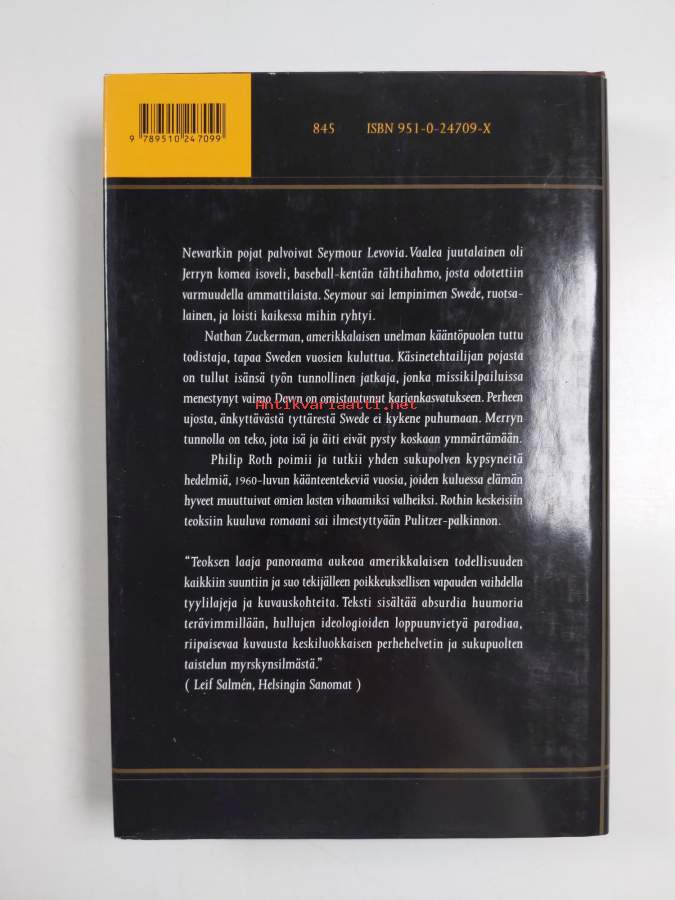 845 ISBN 951-0-24709-X
9 789510 247099
Newarkin pojat palvoivat Seymour Levovia. Vaalea juutalainen oli
Jerryn komea isoveli, baseball-kentän tähtihahmo, josta odotettiin
varmuudella ammattilaista. Seymour sai lempinimen Swede, ruotsa-
lainen, ja loisti kaikessa mihin ryhtyi.
Nathan Zuckerman, amerikkalaisen unelman kääntöpuolen tuttu
todistaja, tapaa Sweden vuosien kuluttua. Käsinetehtailijan pojasta
on tullut isänsä työn tunnollinen jatkaja, jonka missikilpailuissa
menestynyt vaimo Dawn on omistautunut karjankasvatukseen. Perheen
Antikvariaatti.net
ujosta, änkyttävästä tyttärestä Swede ei kykene puhumaan. Merryn
tunnolla on teko, jota isä ja äiti eivät pysty koskaan ymmärtämään.
Philip Roth poimii ja tutkii yhden sukupolven kypsyneitä
hedelmiä, 1960-luvun käänteentekeviä vuosia, joiden kuluessa elämän
hyveet muuttuivat omien lasten vihaamiksi valheiksi. Rothin keskeisiin
teoksiin kuuluva romaani sai ilmestyttyään Pulitzer-palkinnon.
“Teoksen laaja panoraama aukeaa amerikkalaisen todellisuuden
kaikkiin suuntiin ja suo tekijälleen poikkeuksellisen vapauden vaihdella
tyylilajeja ja kuvauskohteita. Teksti sisältää absurdia huumoria
terävimmillään, hullujen ideologioiden loppuunvietyä parodiaa,
riipaisevaa kuvausta keskiluokkaisen perhehelvetin ja sukupuolten
taistelun myrskynsilmästä.”
( Leif Salmén, Helsingin Sanomat )